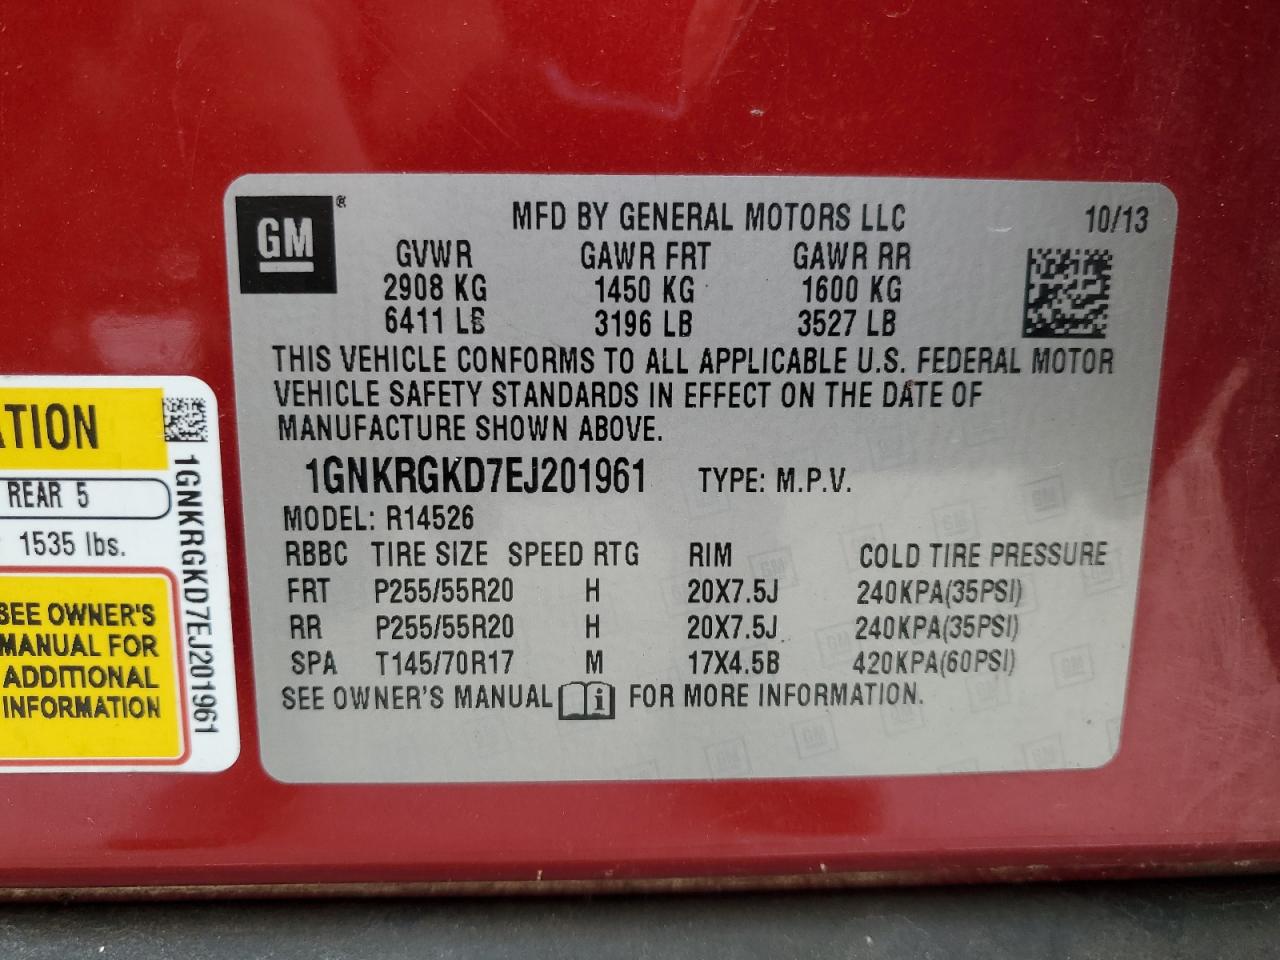 GM ®
MFD BY GENERAL MOTORS LLC 10/13
GVWR GAWR FRT GAWR RR
2908 KG 1450 KG 1600 KG
6411 LB 3196 LB 3527 LB
THIS VEHICLE CONFORMS TO ALL APPLICABLE U.S. FEDERAL MOTOR
VEHICLE SAFETY STANDARDS IN EFFECT ON THE DATE OF
MANUFACTURE SHOWN ABOVE.
1GNKRGKD7EJ201961 TYPE: M.P.V.
MODEL: R14526
RBBC TIRE SIZE SPEED RTG RIM COLD TIRE PRESSURE
FRT P255/55R20 H 20X7.5J 240KPA(35PSI)
RR P255/55R20 H 20X7.5J 240KPA(35PSI)
SPA T145/70R17 M 17X4.5B 420KPA(60PSI)
SEE OWNER'S MANUAL i FOR MORE INFORMATION.
ATION
REAR 5
1535 lbs.
SEE OWNER'S
MANUAL FOR
ADDITIONAL
INFORMATION
1GNKRGKD7EJ201961